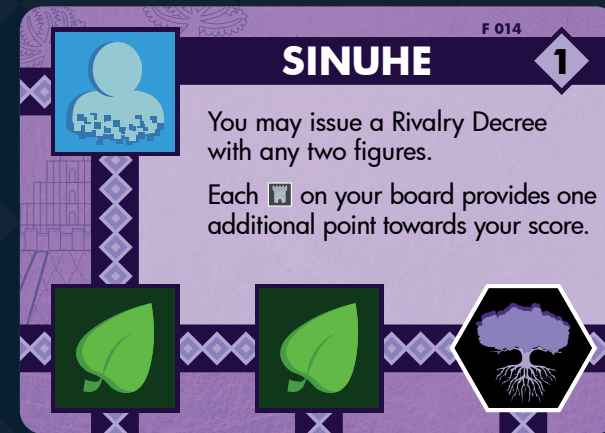 F 014
SINUHE
1
You may issue a Rivalry Decree
with any two figures.
Each on your board provides one
additional point towards your score.